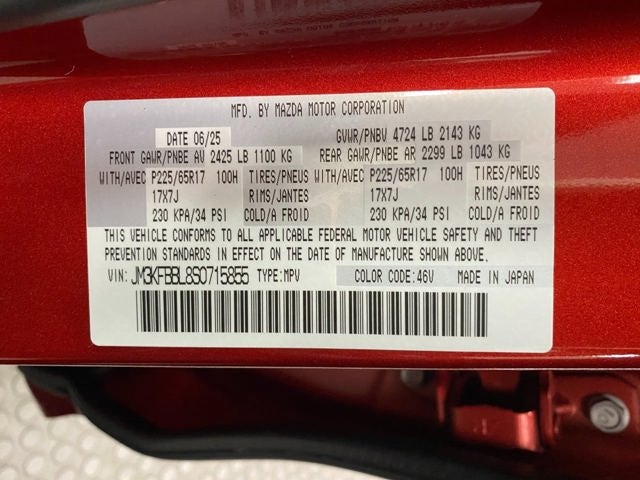 MFD. BY MAZDA MOTOR CORPORATION
DATE 06/25 GVWR/PNBV 4724 LB 2143 KG
FRONT GAWR/PNBE AV 2425 LB 1100 KG REAR GAWR/PNBE AR 2299 LB 1043 KG
WITH/AVEC P225/65R17 100H TIRES/PNEUS WITH/AVEC P225/65R17 100H TIRES/PNEUS
17X7J RIMS/JANTES 17X7J RIMS/JANTES
230 KPA/34 PSI COLD/A FROID 230 KPA/34 PSI COLD/A FROID
THIS VEHICLE CONFORMS TO ALL APPLICABLE FEDERAL MOTOR VEHICLE SAFETY AND THEFT
PREVENTION STANDARDS IN EFFECT ON THE DATE OF MANUFACTURE SHOWN ABOVE.
VIN: JM3KFBBL8S0715855 TYPE:MPV COLOR CODE:46V MADE IN JAPAN